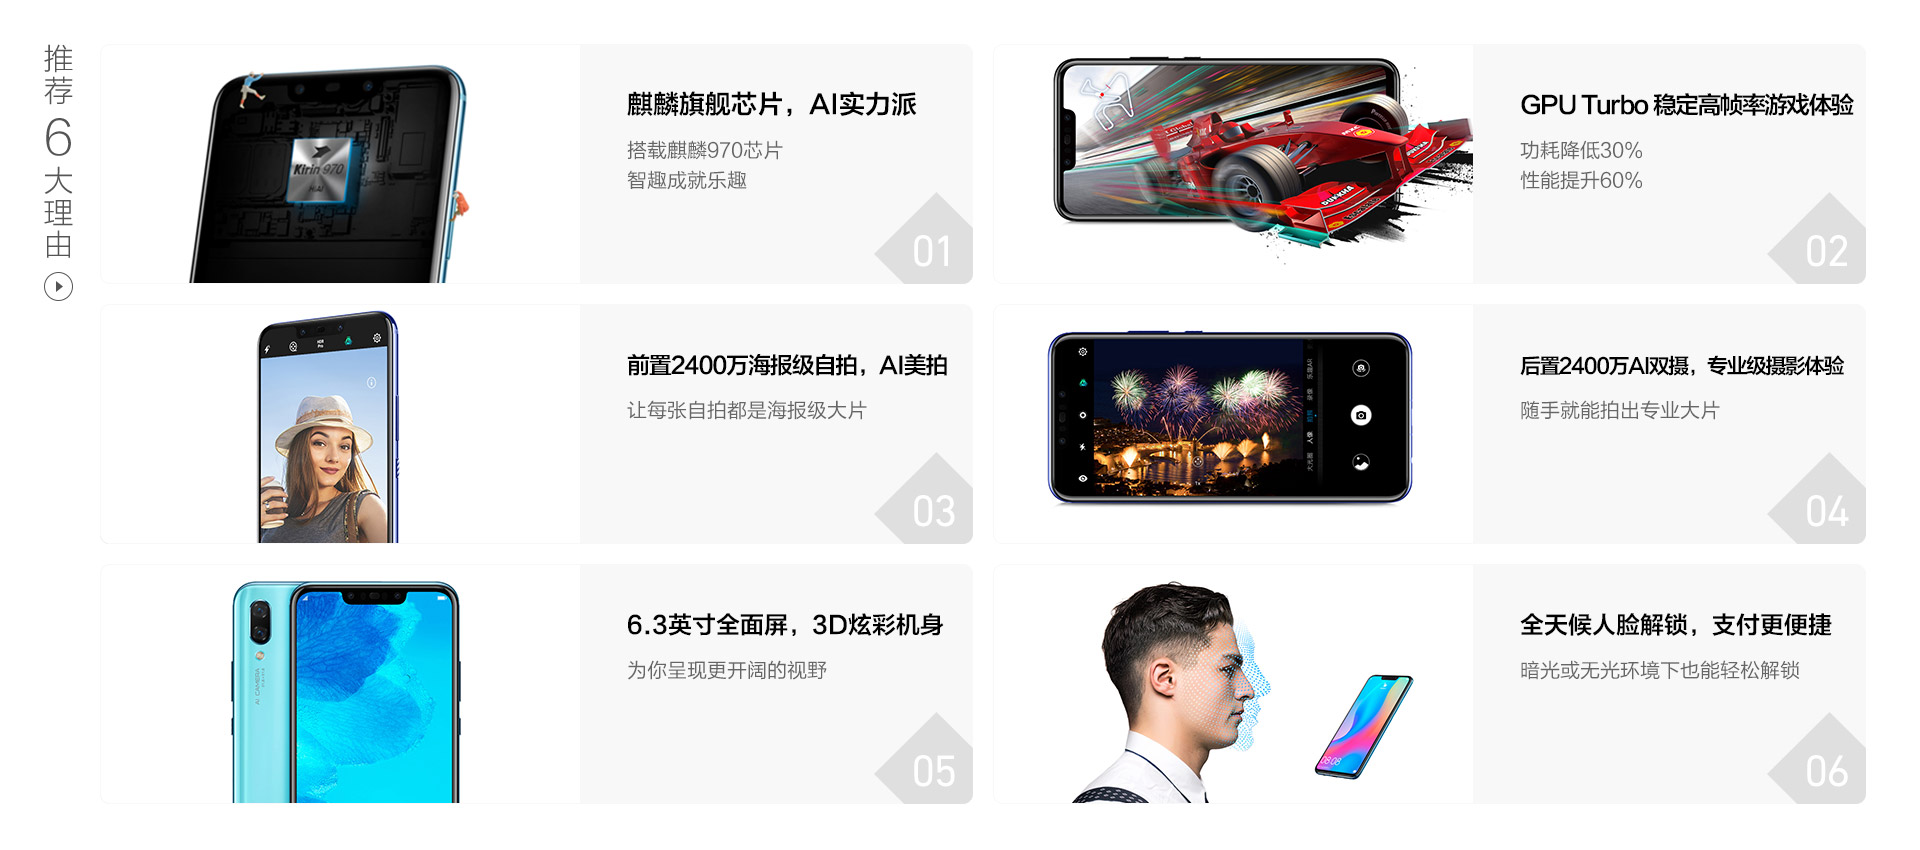 推荐6大理由
Kirin 970
HiAI
麒麟旗舰芯片，AI实力派
搭载麒麟970芯片
智趣成就乐趣
01
GPU Turbo 稳定高帧率游戏体验
功耗降低30%
性能提升60%
02
前置2400万海报级自拍，AI美拍
让每张自拍都是海报级大片
03
后置2400万AI双摄，专业级摄影体验
随手就能拍出专业大片
04
AI CAMERA
6.3英寸全面屏，3D炫彩机身
为你呈现更开阔的视野
05
08:08
全天候人脸解锁，支付更便捷
暗光或无光环境下也能轻松解锁
06